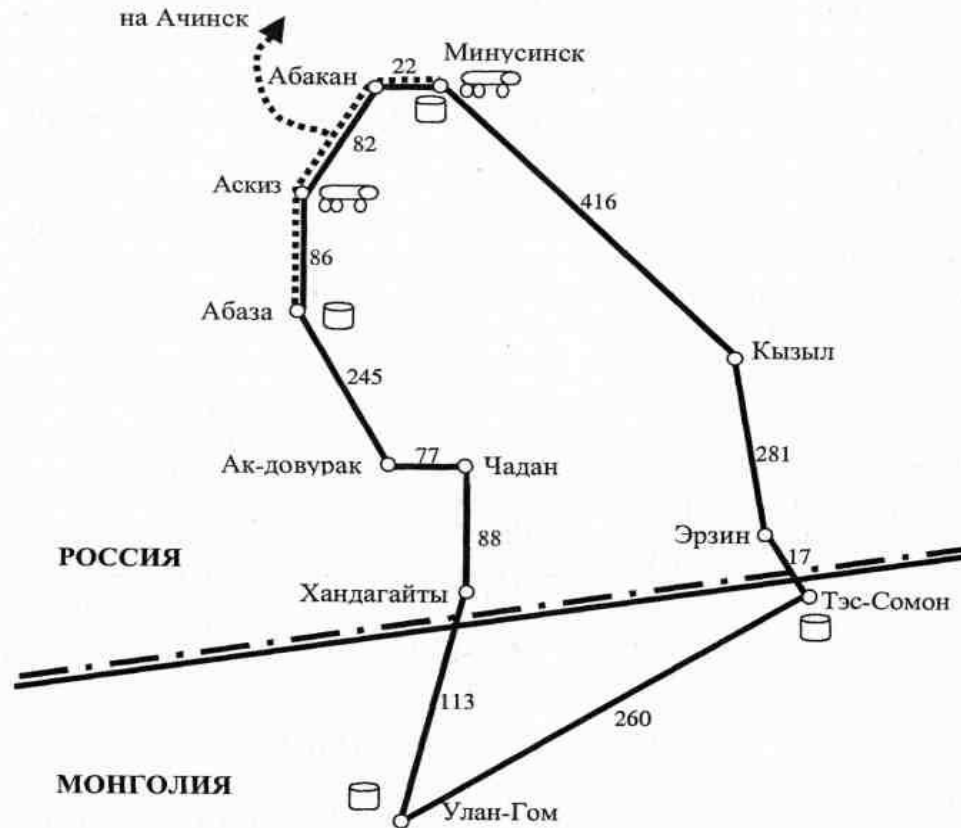 на Ачинск
Минусинск
Абакан
22
82
Аскиз
416
86
Абаза
Кызыл
245
Ак-довурак
77
Чадан
281
Эрзин
88
17
РОССИЯ
Хандагайты
Тэс-Сомон
113
260
МОНГОЛИЯ
Улан-Гом